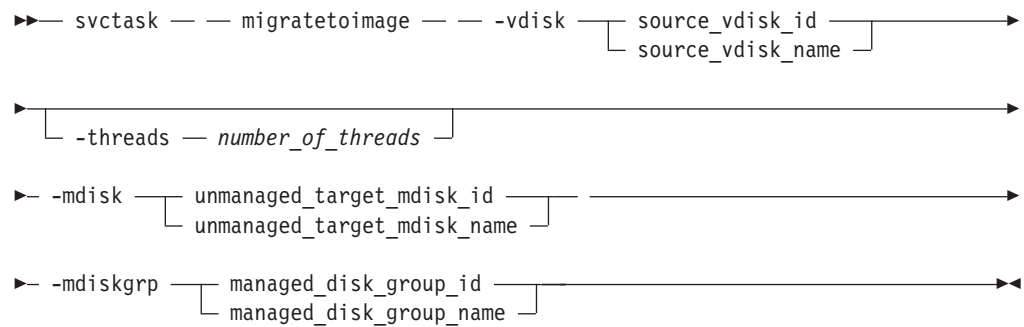 svctask — migratetoimage — — -vdisk source_vdisk_id
source_vdisk_name
-threads — number_of_threads
-mdisk unmanaged_target_mdisk_id
unmanaged_target_mdisk_name
-mdiskgrp managed_disk_group_id
managed_disk_group_name